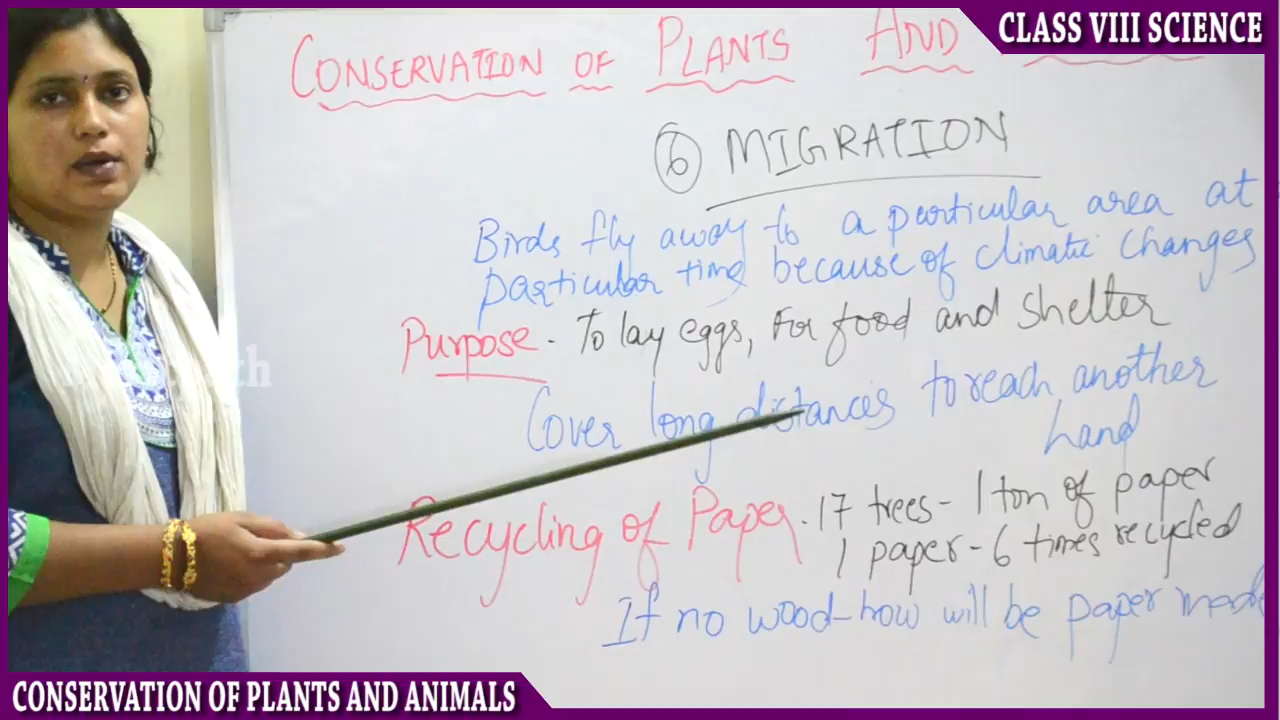 CLASS VIII SCIENCE
CONSERVATION OF PLANTS AND
6 MIGRATION
Birds fly away to a particular area at
particular time because of climatic changes
Purpose - To lay eggs, For food and shelter
Cover long distances to reach another
land
Recycling of Paper. 17 trees - 1 ton of paper
1 paper - 6 times recycled
If no wood - how will be paper made
CONSERVATION OF PLANTS AND ANIMALS